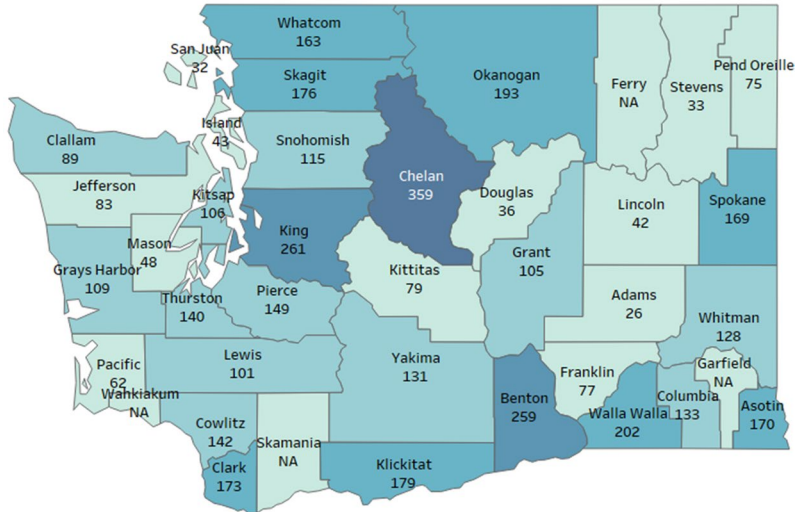 Whatcom
163
San Juan
32
Skagit
176
Okanogan
193
Ferry
NA
Stevens
33
Pend Oreille
75
Island
43
Clallam
89
Snohomish
115
Chelan
359
Jefferson
83
Kitsap
106
Douglas
36
Lincoln
42
Spokane
169
King
261
Mason
48
Grays Harbor
109
Kittitas
79
Grant
105
Thurston
140
Pierce
149
Adams
26
Whitman
128
Pacific
62
Lewis
101
Yakima
131
Franklin
77
Garfield
NA
Wahkiakum
NA
Benton
259
Walla Walla
202
Columbia
133
Asotin
170
Cowlitz
142
Skamania
NA
Clark
173
Klickitat
179